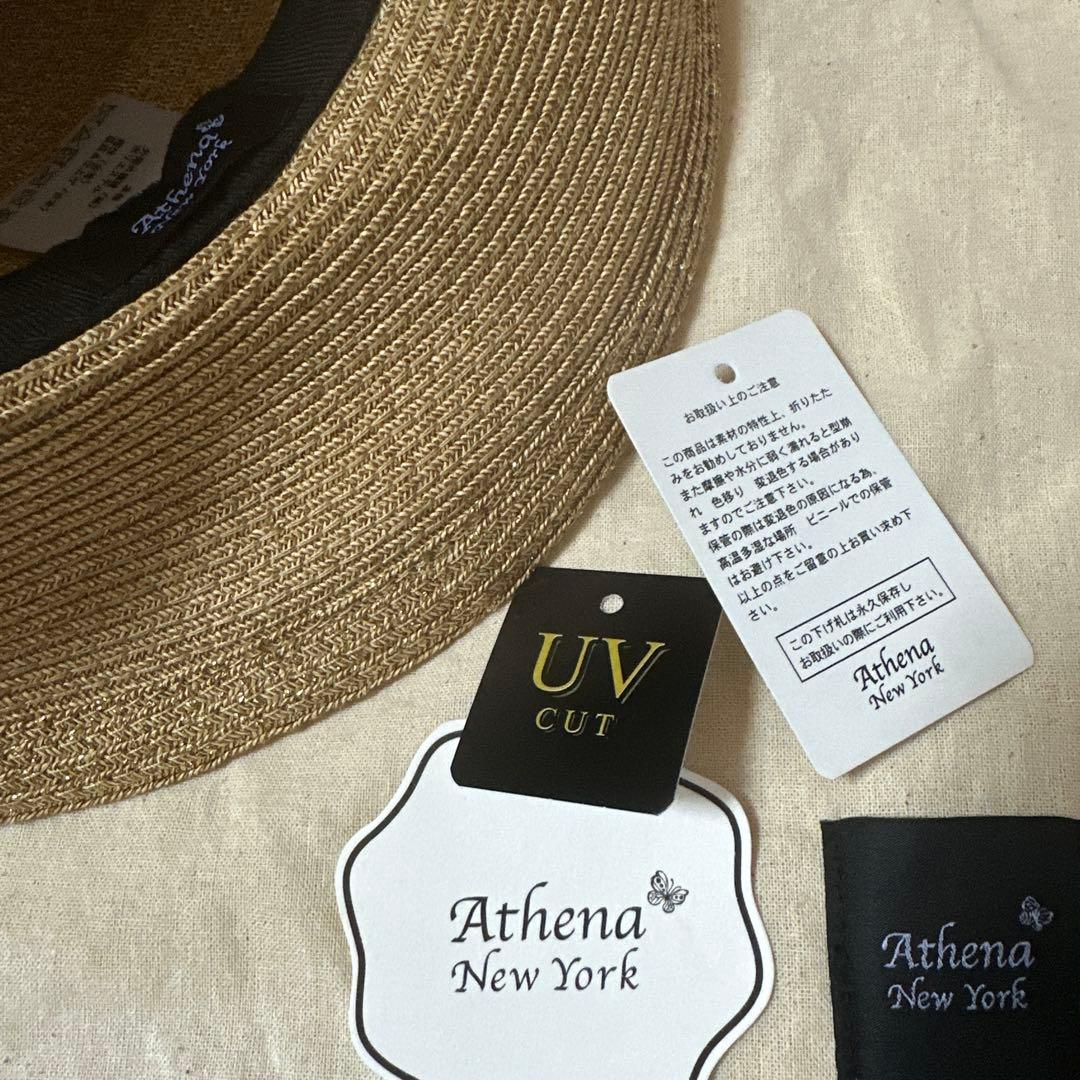 Athena
New York
お取扱い上のご注意
この商品は素材の特性上、折りたた
みをお勧めしておりません。
また摩擦や水分に弱く濡れると型崩
れ 色移り 変退色する場合があり
ますのでご注意下さい。
保管の際は変退色の原因になる為、
高温多湿な場所 ビニールでの保管
はお避け下さい。
以上の点をご留意の上お買い求め下
さい。
この下げ札は永久保存し
お取扱いの際にご利用下さい。
Athena
New York
UV
CUT
Athena
New York
Athena
New York